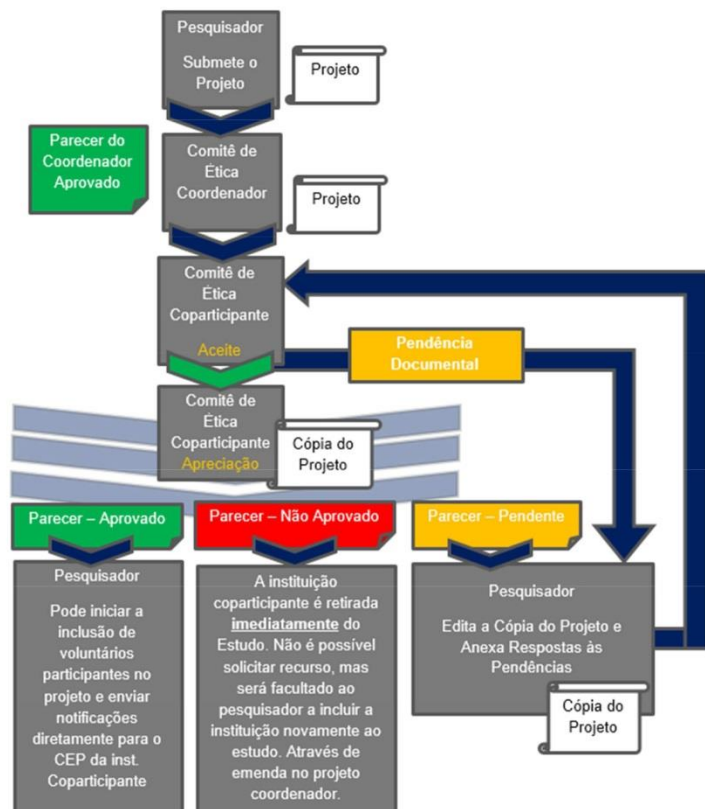 Pesquisador
Submete o
Projeto
Projeto
Parecer do
Coordenador
Aprovado
Comitê de
Ética
Coordenador
Projeto
Comitê de
Ética
Coparticipante
Aceite
Pendência
Documental
Comitê de
Ética
Coparticipante
Apreciação
Cópia do
Projeto
Parecer – Aprovado
Parecer – Não Aprovado
Parecer – Pendente
Pesquisador
Pode iniciar a
inclusão de
voluntários
participantes no
projeto e enviar
notificações
diretamente para o
CEP da inst.
Coparticipante
A instituição
coparticipante é retirada
imediatamente do
Estudo. Não é possível
solicitar recurso, mas
será facultado ao
pesquisador a incluir a
instituição novamente ao
estudo. Através de
emenda no projeto
coordenador.
Pesquisador
Edita a Cópia do Projeto e
Anexa Respostas às
Pendências
Cópia do
Projeto